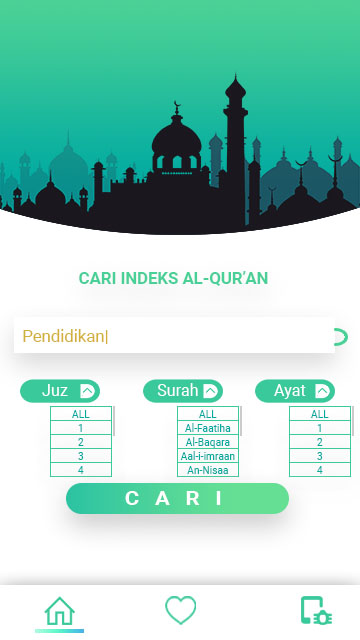 CARI INDEKS AL-QUR'AN
Pendidikan
Juz Surah Ayat
ALL ALL ALL
1 Al-Faatiha 1
2 Al-Baqara 2
3 Aal-i-imraan 3
4 An-Nisaa 4
CARI